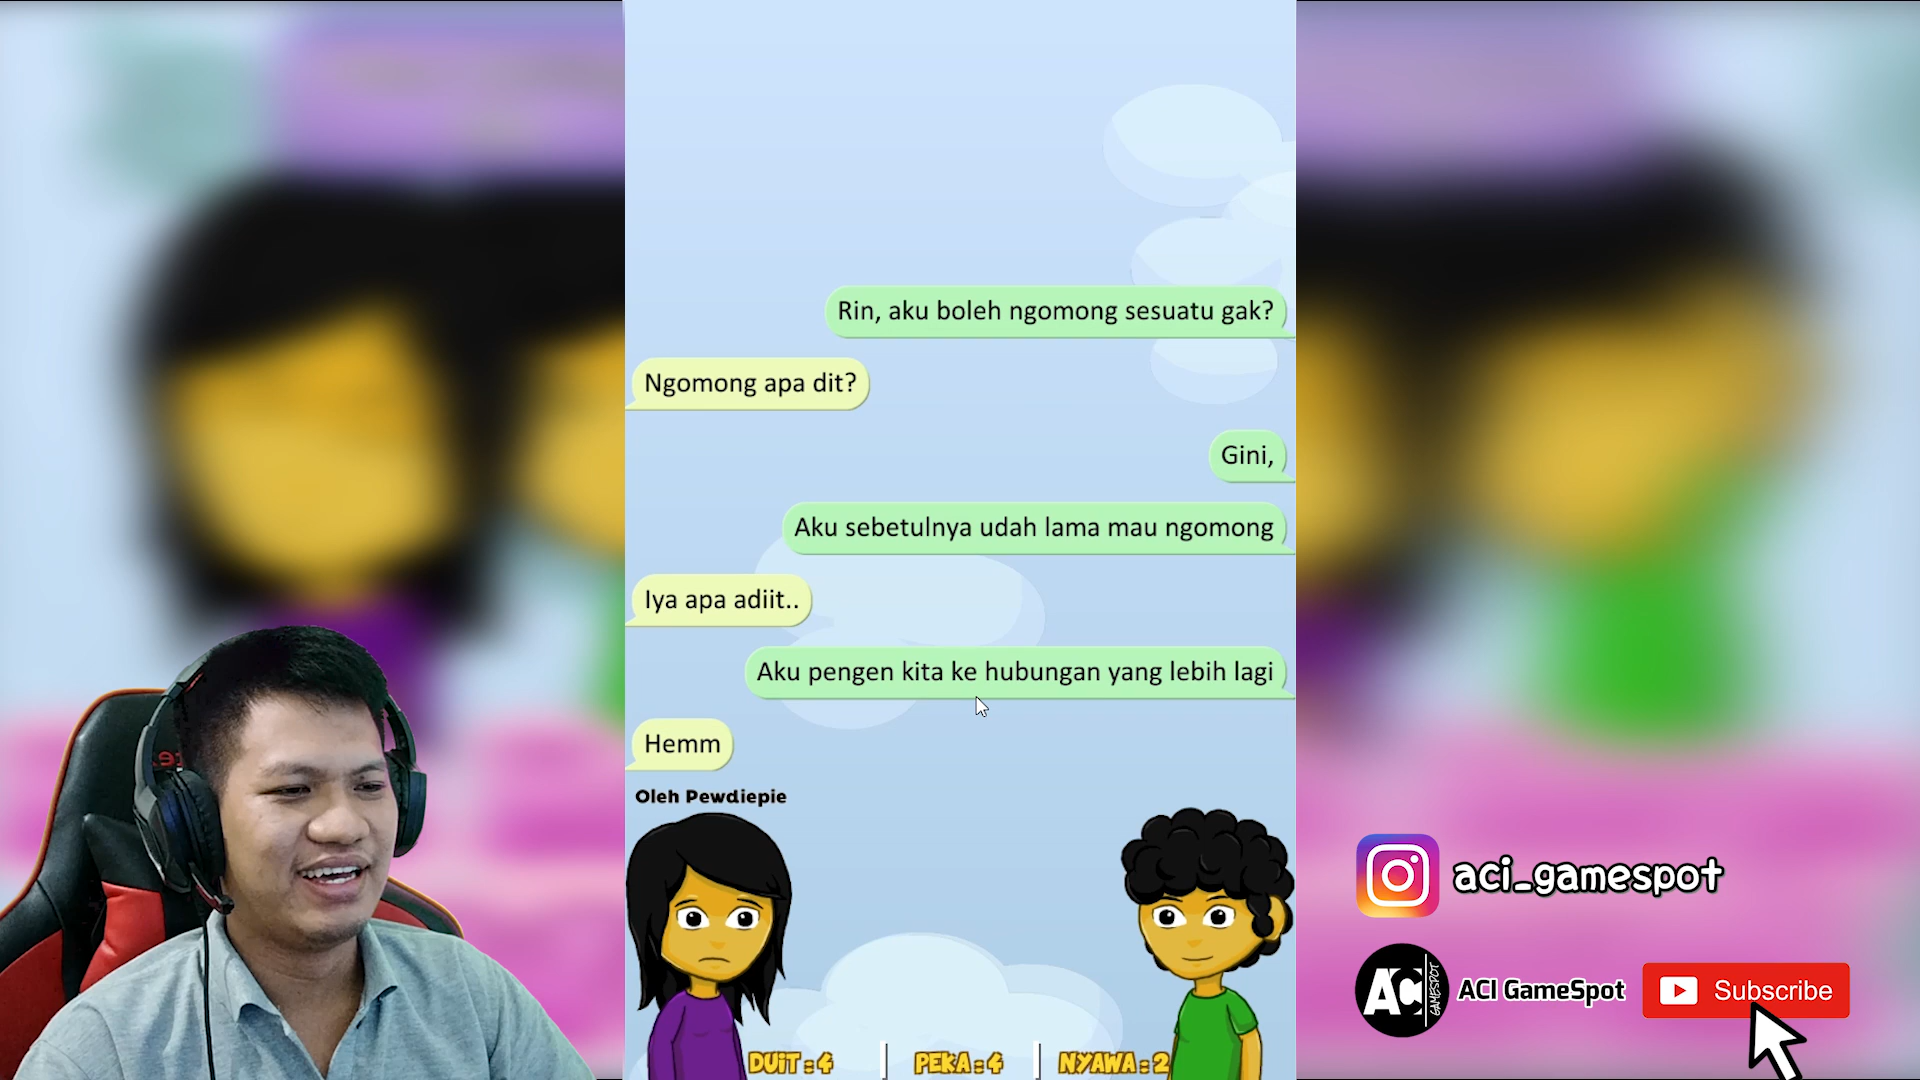 Rin, aku boleh ngomong sesuatu gak?
Ngomong apa dit?
Gini,
Aku sebetulnya udah lama mau ngomong
Iya apa adiit..
Aku pengen kita ke hubungan yang lebih lagi
Hemm
Oleh Pewdiepie
DUIT : 4
PEKA : 4
NYAWA : 2
aci_gamespot
AC GAMESPOT
ACI GameSpot
Subscribe